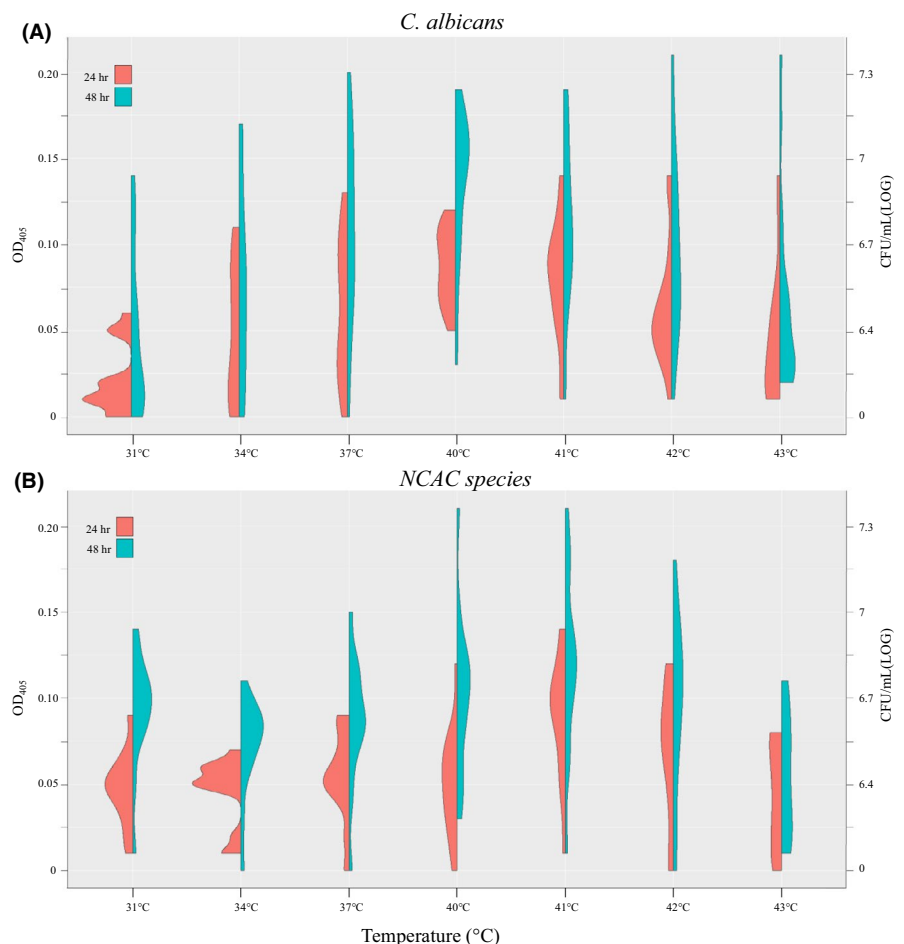 (A)
C. albicans
24 hr
48 hr
0.20
0.15
0.10
0.05
0
OD405
7.3
7
6.7
6.4
0
CFU/mL(LOG)
31°C 34°C 37°C 40°C 41°C 42°C 43°C
(B)
NCAC species
24 hr
48 hr
0.20
0.15
0.10
0.05
0
OD405
7.3
7
6.7
6.4
0
CFU/mL(LOG)
31°C 34°C 37°C 40°C 41°C 42°C 43°C
Temperature (°C)